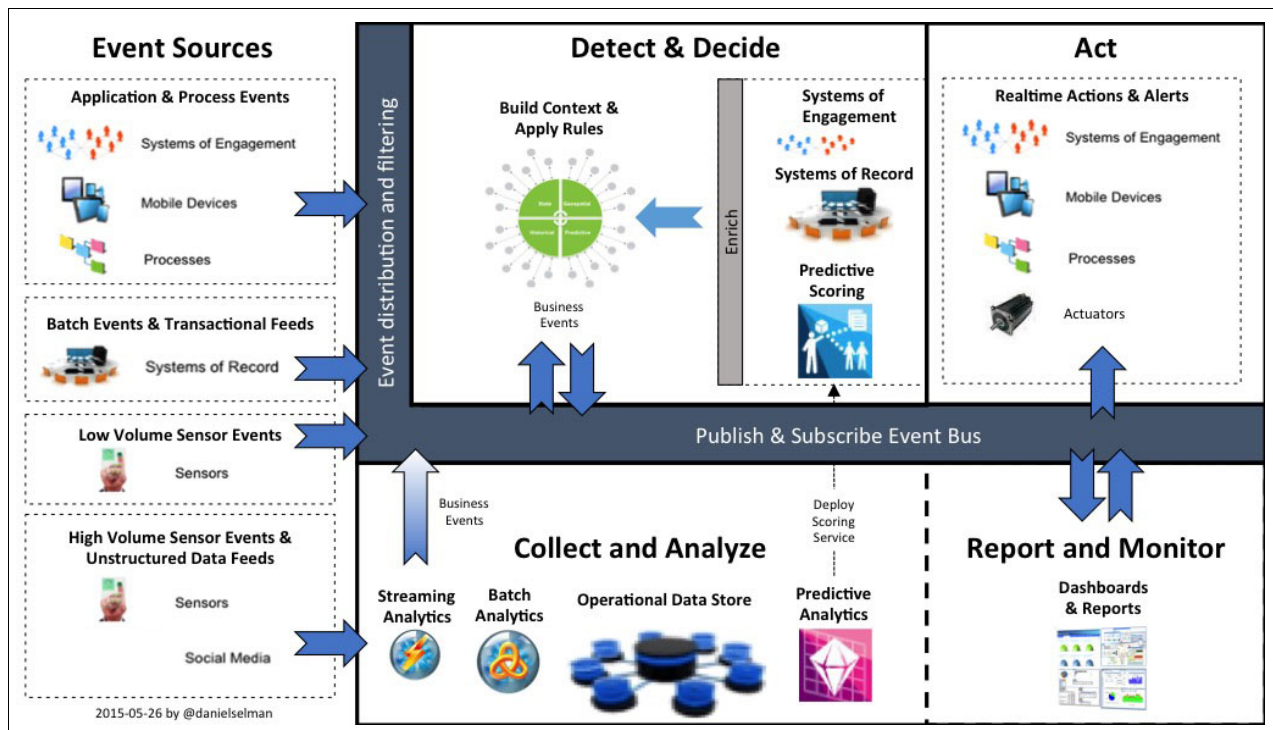 Event Sources
Application & Process Events
Systems of Engagement
Mobile Devices
Processes
Batch Events & Transactional Feeds
Systems of Record
Low Volume Sensor Events
Sensors
High Volume Sensor Events &
Unstructured Data Feeds
Sensors
Social Media
2015-05-26 by @danielselman
Event distribution and filtering
Detect & Decide
Build Context &
Apply Rules
State
Geospatial
Historical
Predictive
Business
Events
Enrich
Systems of
Engagement
Systems of Record
Predictive
Scoring
Act
Realtime Actions & Alerts
Systems of Engagement
Mobile Devices
Processes
Actuators
Publish & Subscribe Event Bus
Business
Events
Collect and Analyze
Deploy
Scoring
Service
Streaming
Analytics
Batch
Analytics
Operational Data Store
Predictive
Analytics
Report and Monitor
Dashboards
& Reports